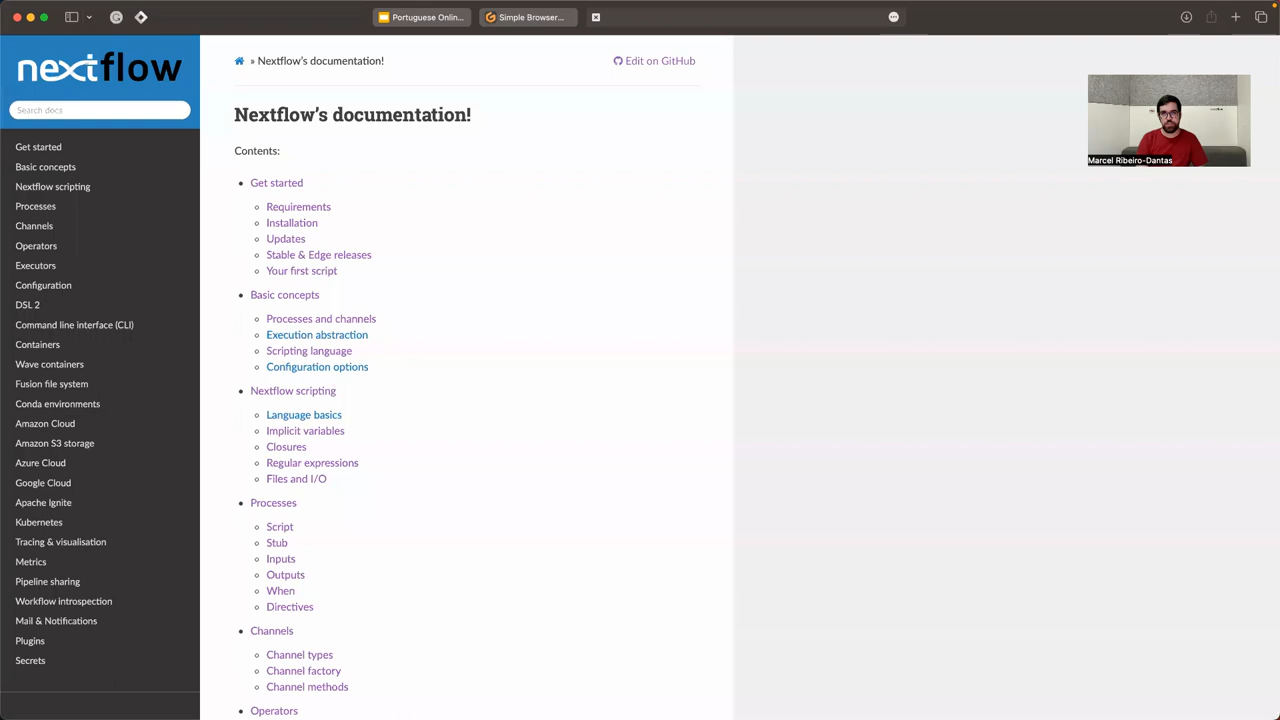 Portuguese Onlin...
Simple Browser...
nextflow
Search docs
Get started
Basic concepts
Nextflow scripting
Processes
Channels
Operators
Executors
Configuration
DSL 2
Command line interface (CLI)
Containers
Wave containers
Fusion file system
Conda environments
Amazon Cloud
Amazon S3 storage
Azure Cloud
Google Cloud
Apache Ignite
Kubernetes
Tracing & visualisation
Metrics
Pipeline sharing
Workflow introspection
Mail & Notifications
Plugins
Secrets
» Nextflow’s documentation!
Edit on GitHub
Nextflow’s documentation!
Contents:
Get started
Requirements
Installation
Updates
Stable & Edge releases
Your first script
Basic concepts
Processes and channels
Execution abstraction
Scripting language
Configuration options
Nextflow scripting
Language basics
Implicit variables
Closures
Regular expressions
Files and I/O
Processes
Script
Stub
Inputs
Outputs
When
Directives
Channels
Channel types
Channel factory
Channel methods
Operators
Marcel Ribeiro-Dantas